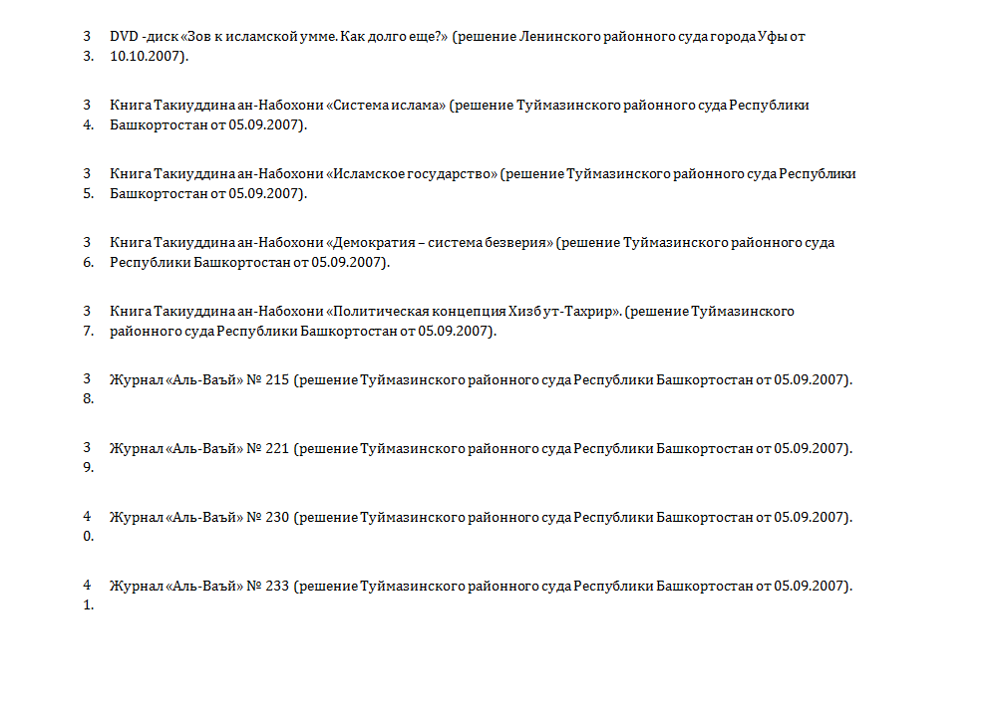 3 DVD -диск «Зов к исламской умме. Как долго еще?» (решение Ленинского районного суда города Уфы от
3. 10.10.2007).
3 Книга Такиуддина ан-Набохони «Система ислама» (решение Туймазинского районного суда Республики
4. Башкортостан от 05.09.2007).
3 Книга Такиуддина ан-Набохони «Исламское государство» (решение Туймазинского районного суда Республики
5. Башкортостан от 05.09.2007).
3 Книга Такиуддина ан-Набохони «Демократия – система безверия» (решение Туймазинского районного суда
6. Республики Башкортостан от 05.09.2007).
3 Книга Такиуддина ан-Набохони «Политическая концепция Хизб ут-Тахрир». (решение Туймазинского
7. районного суда Республики Башкортостан от 05.09.2007).
3 Журнал «Аль-Ваъй» № 215 (решение Туймазинского районного суда Республики Башкортостан от 05.09.2007).
8.
3 Журнал «Аль-Ваъй» № 221 (решение Туймазинского районного суда Республики Башкортостан от 05.09.2007).
9.
4 Журнал «Аль-Ваъй» № 230 (решение Туймазинского районного суда Республики Башкортостан от 05.09.2007).
0.
4 Журнал «Аль-Ваъй» № 233 (решение Туймазинского районного суда Республики Башкортостан от 05.09.2007).
1.